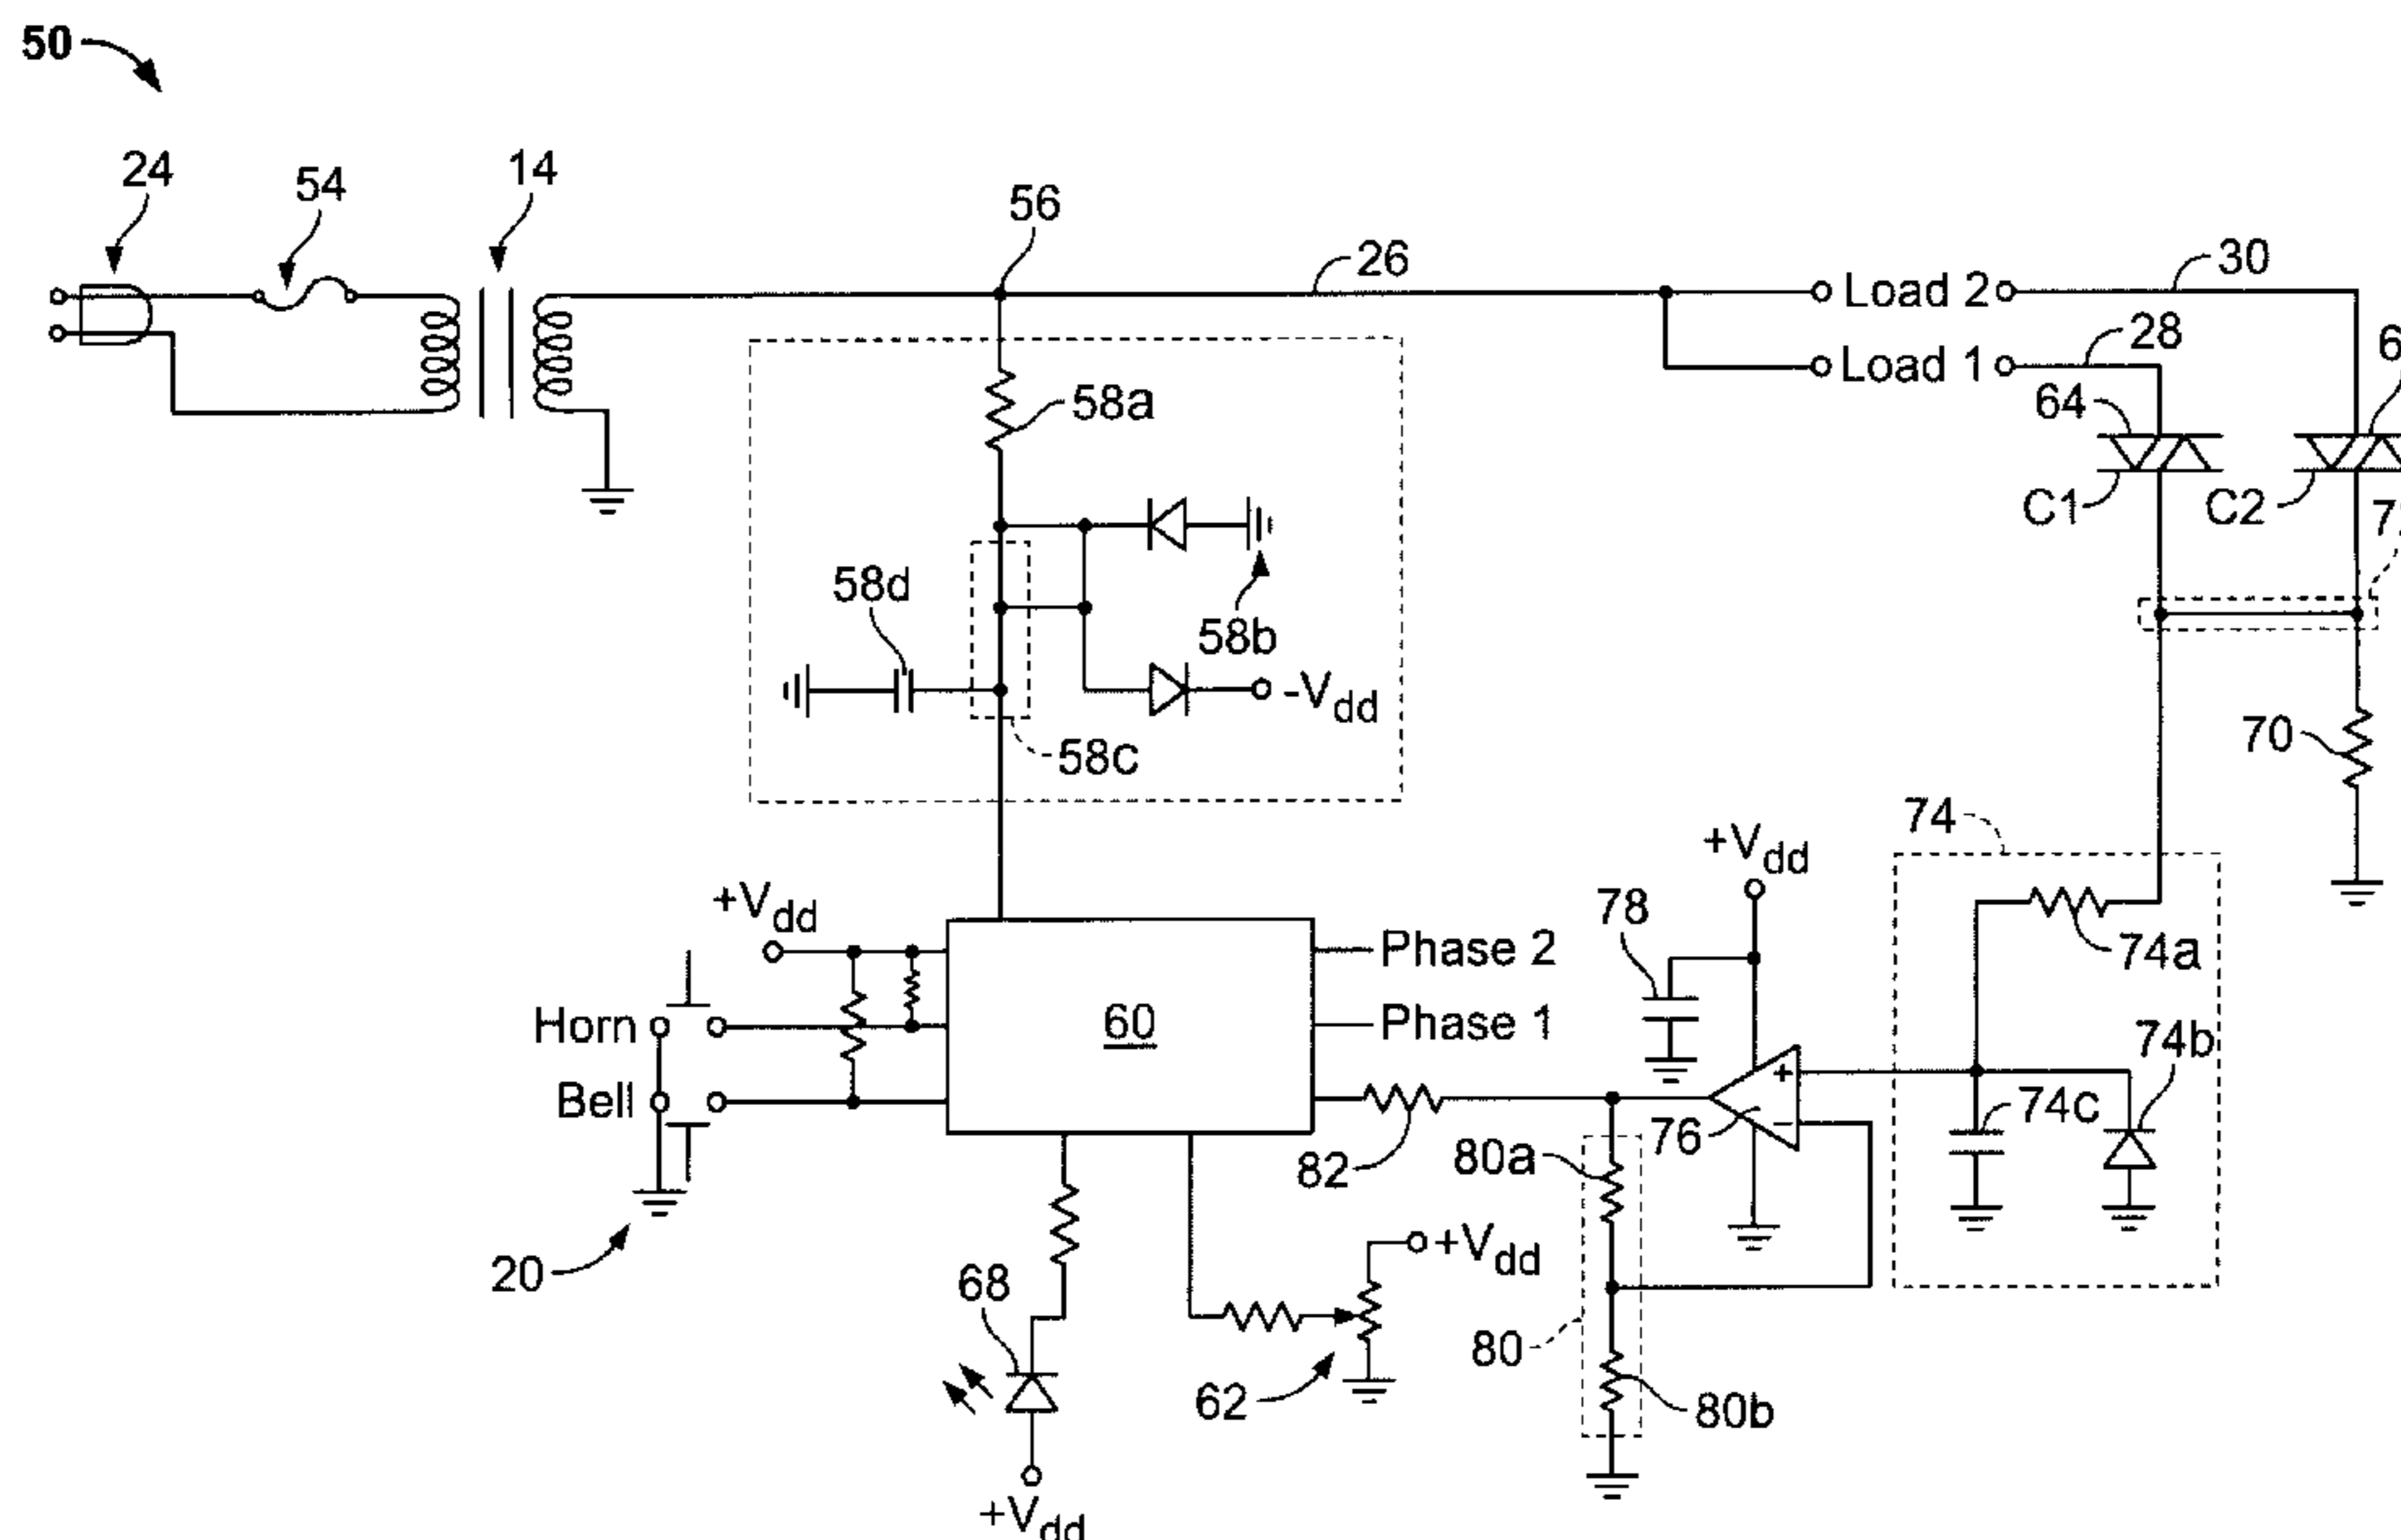 50
24
54
14
56
26
Load 2
30
Load 1
28
64
58a
C1
C2
58d
58b
-Vdd
58c
70
74
+Vdd
+Vdd
78
74a
Phase 2
Horn
60
Phase 1
74b
Bell
76
74c
82
80a
20
+Vdd
68
80
62
80b
+Vdd